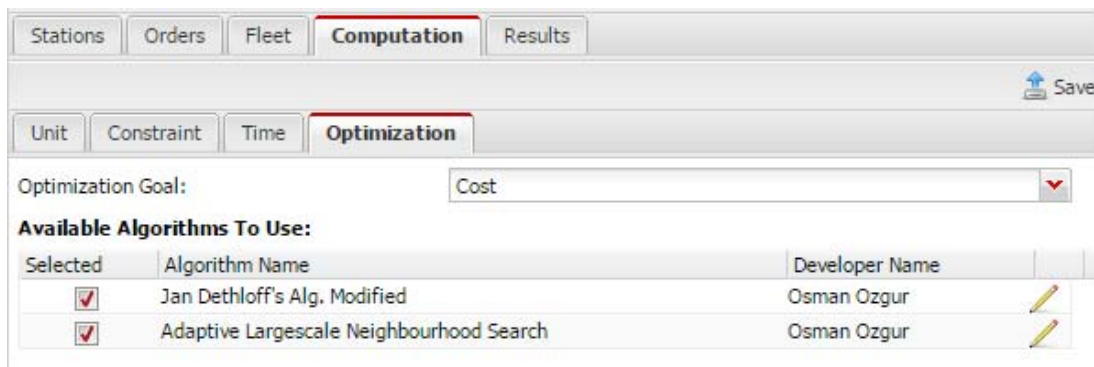 Stations Orders Fleet Computation Results
Save
Unit Constraint Time Optimization
Optimization Goal: Cost
Available Algorithms To Use:
Selected Algorithm Name Developer Name
Jan Dethloff's Alg. Modified Osman Ozgur
Adaptive Largescale Neighbourhood Search Osman Ozgur